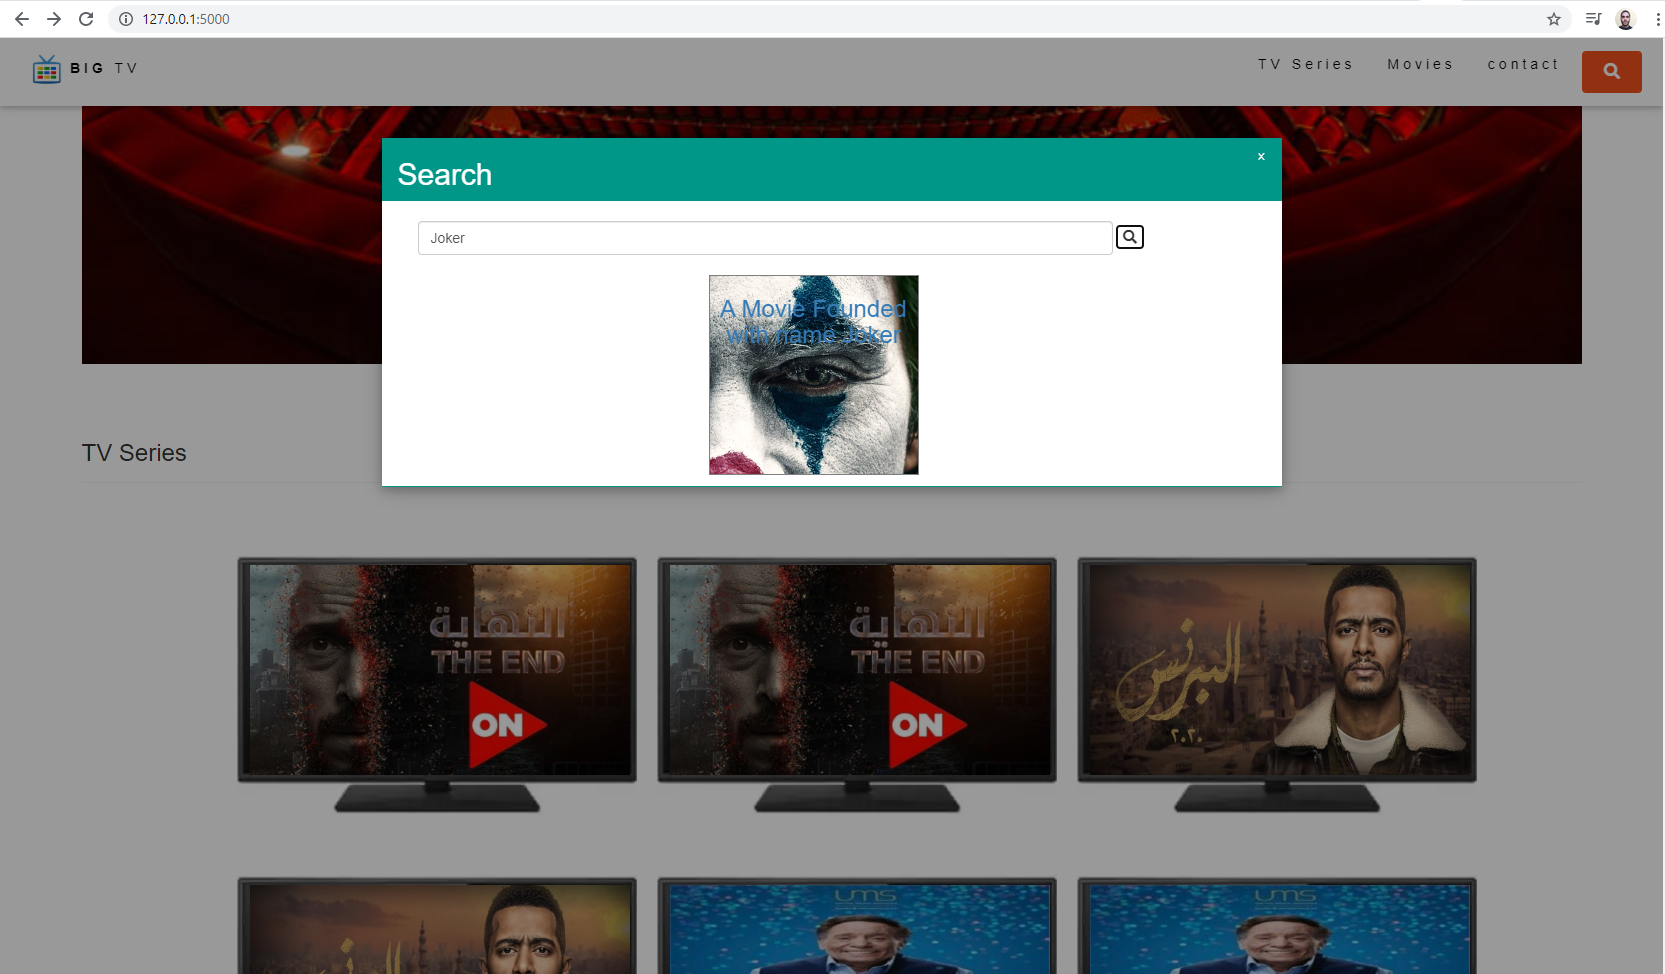 127.0.0.1:5000
BIG TV
TV Series
Movies
contact
Search
x
Joker
A Movie Founded
with name Joker
TV Series
النهاية
THE END
ON
النهاية
THE END
ON
البرنس
٢٠٢٠
ums
ums